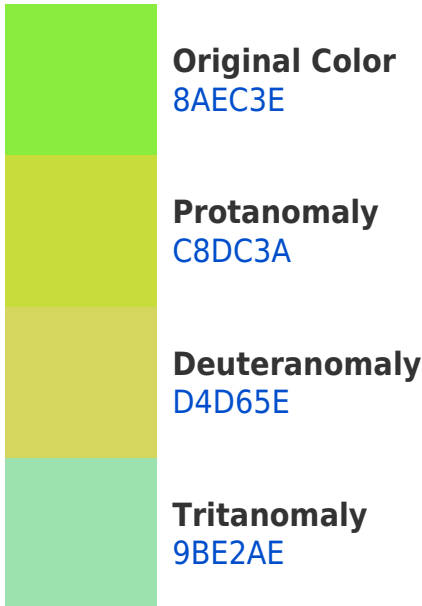 Original Color
8AEC3E
Protanomaly
C8DC3A
Deuteranomaly
D4D65E
Tritanomaly
9BE2AE